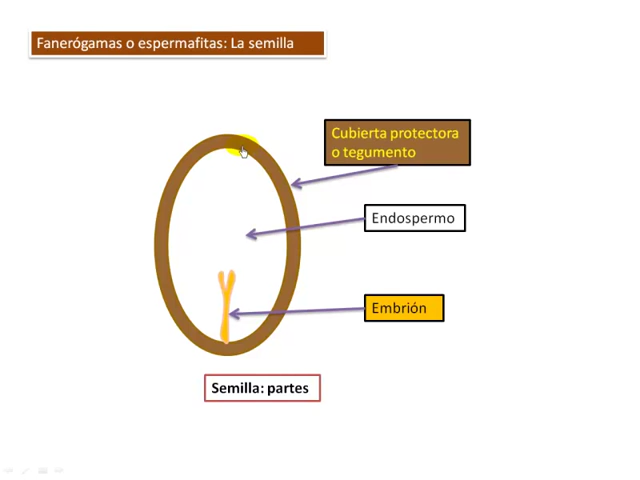 Fanerógamas o espermafitas: La semilla
Cubierta protectora
o tegumento
Endospermo
Embrión
Semilla: partes